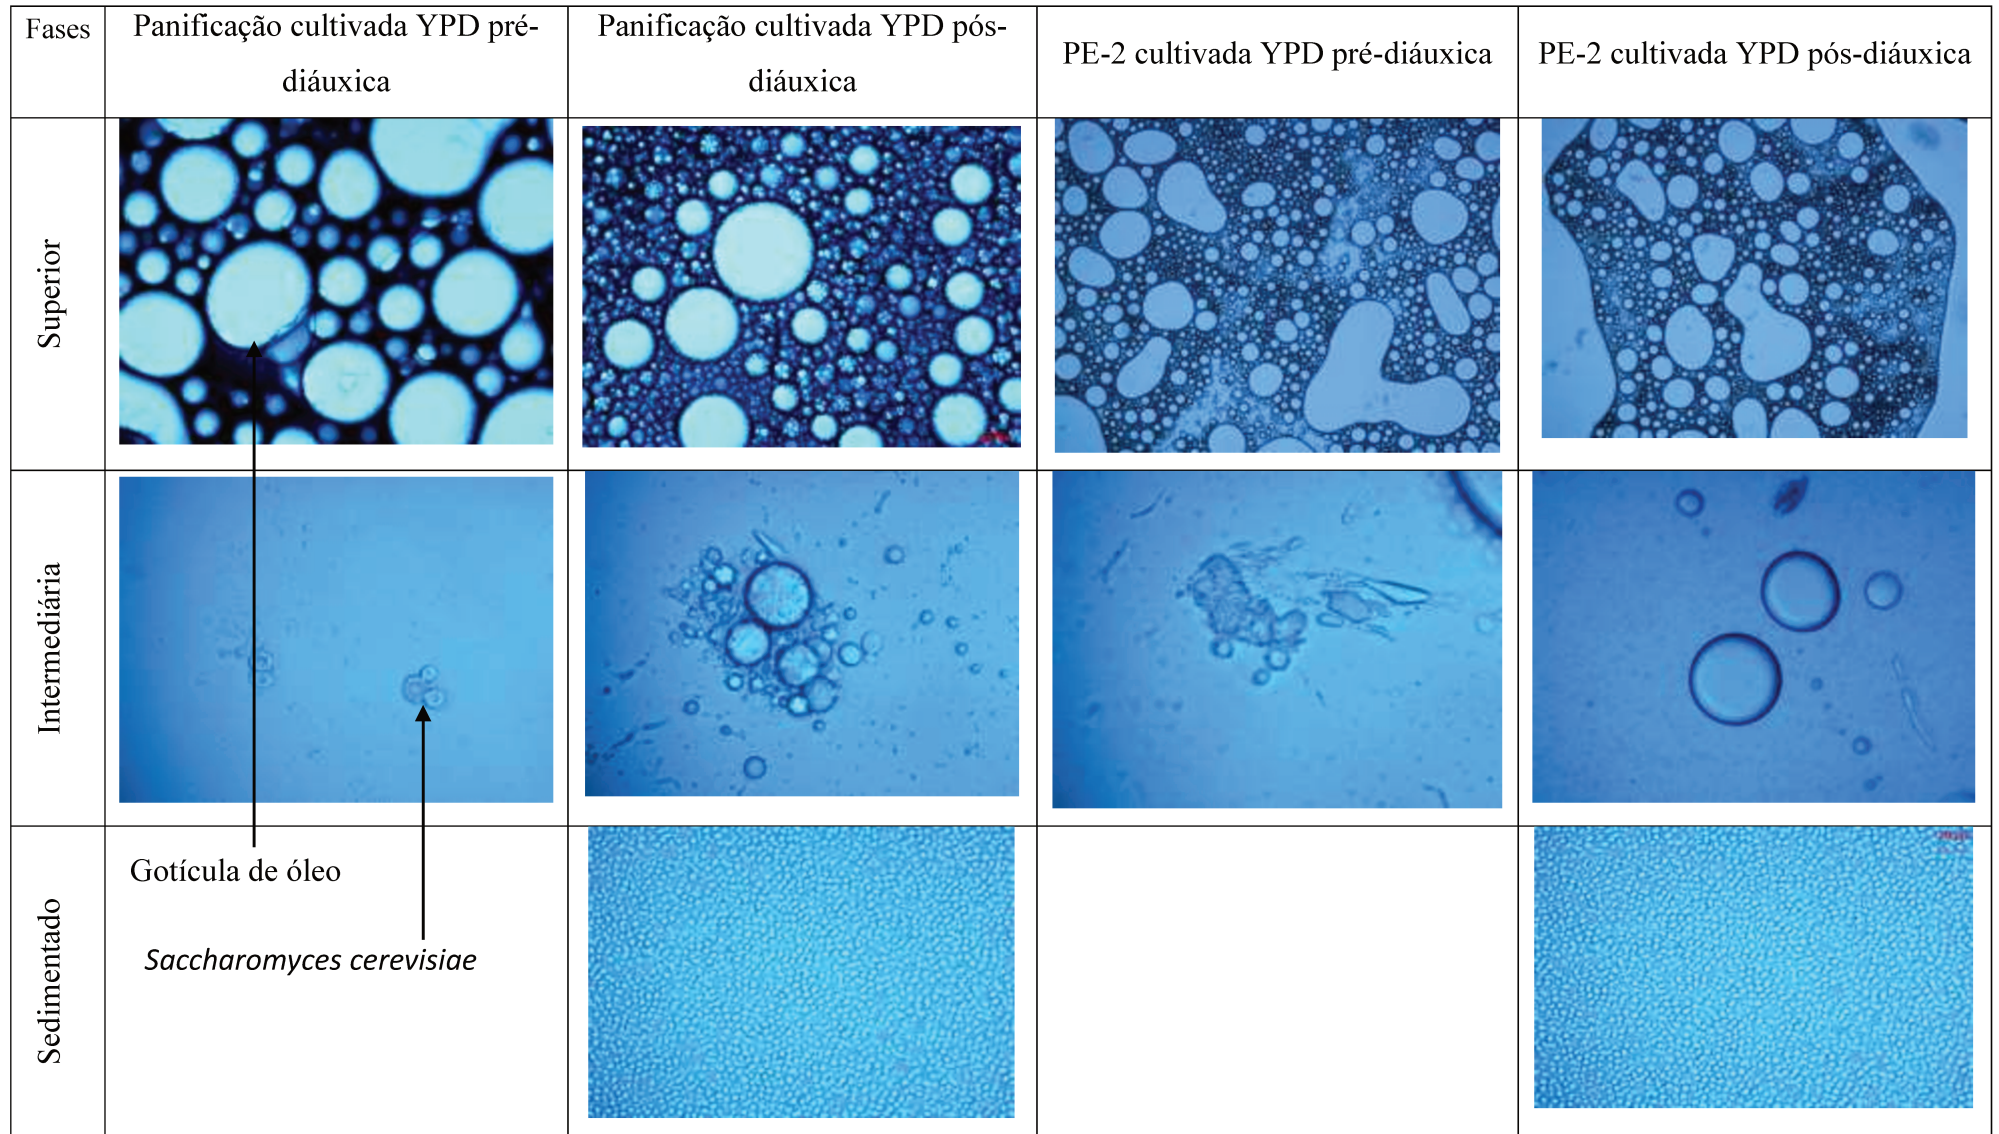 Fases
Panificação cultivada YPD pré-
diáuxica
Panificação cultivada YPD pós-
diáuxica
PE-2 cultivada YPD pré-diáuxica
PE-2 cultivada YPD pós-diáuxica
Superior
Intermediária
Sedimentado
Gotícula de óleo
Saccharomyces cerevisiae